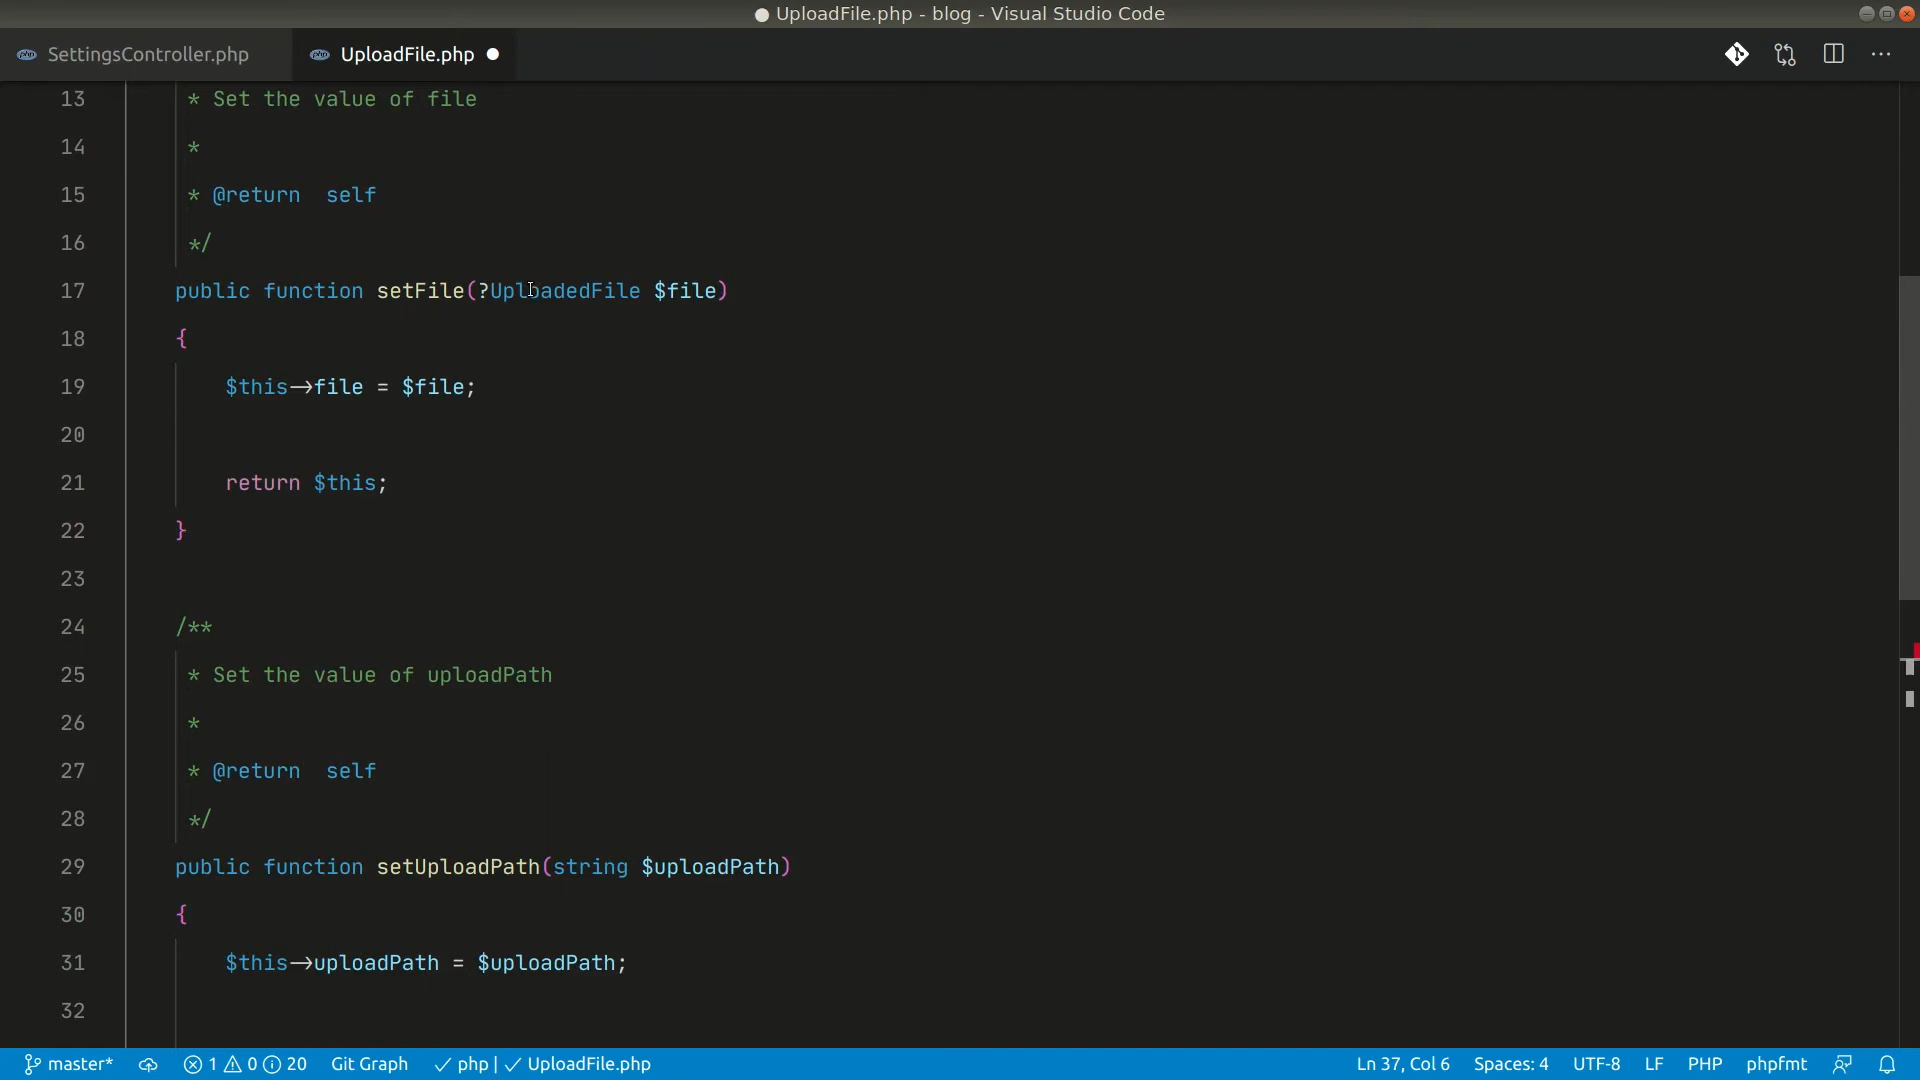 ● UploadFile.php - blog - Visual Studio Code
SettingsController.php
UploadFile.php ●
13 * Set the value of file
14 *
15 * @return  self
16 */
17 public function setFile(?UploadedFile $file)
18 {
19 $this->file = $file;
20
21 return $this;
22 }
23
24 /**
25 * Set the value of uploadPath
26 *
27 * @return  self
28 */
29 public function setUploadPath(string $uploadPath)
30 {
31 $this->uploadPath = $uploadPath;
32
master* 1 0 20 Git Graph ✓ php | ✓ UploadFile.php Ln 37, Col 6 Spaces: 4 UTF-8 LF PHP phpfmt